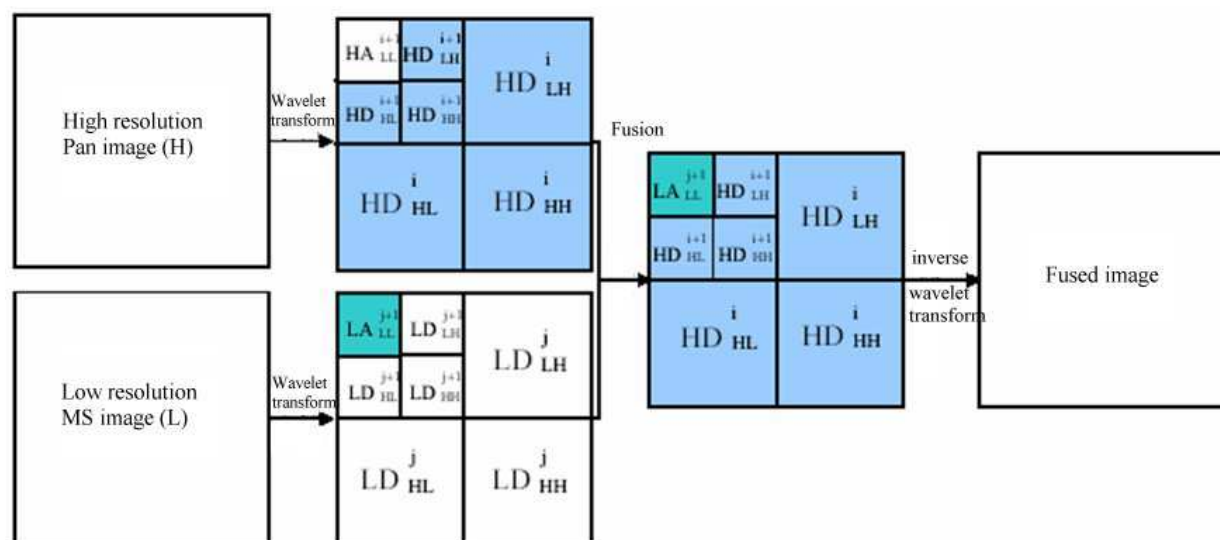 High resolution
Pan image (H)
Wavelet
transform
HA i+1 LL
HD i+1 LH
HD i LH
HD i+1 HL
HD i+1 HH
HD i HL
HD i HH
Fusion
LA j+1 LL
HD i+1 LH
HD i LH
HD i+1 HL
HD i+1 HH
HD i HL
HD i HH
inverse
wavelet
transform
Fused image
Low resolution
MS image (L)
Wavelet
transform
LA j+1 LL
LD j+1 LH
LD j LH
LD j+1 HL
LD j+1 HH
LD j HL
LD j HH